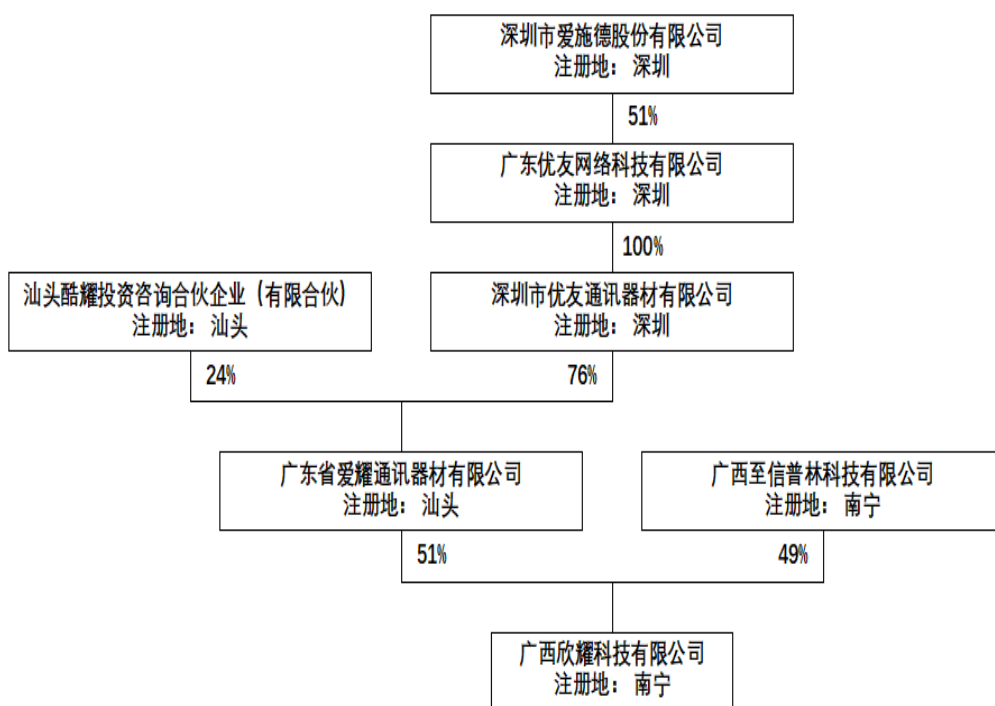 深圳市爱施德股份有限公司
注册地： 深圳
51%
广东优友网络科技有限公司
注册地： 深圳
100%
汕头酷耀投资咨询合伙企业（有限合伙）
注册地： 汕头
深圳市优友通讯器材有限公司
注册地： 深圳
24%
76%
广东省爱耀通讯器材有限公司
注册地： 汕头
广西至信普林科技有限公司
注册地： 南宁
51%
49%
广西欣耀科技有限公司
注册地： 南宁